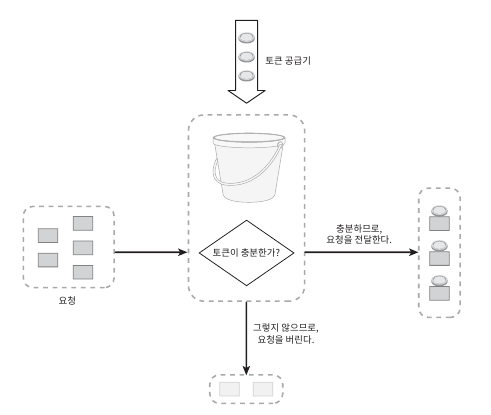 토큰 공급기
토큰이 충분한가?
충분하므로,
요청을 전달한다.
요청
그렇지 않으므로,
요청을 버린다.